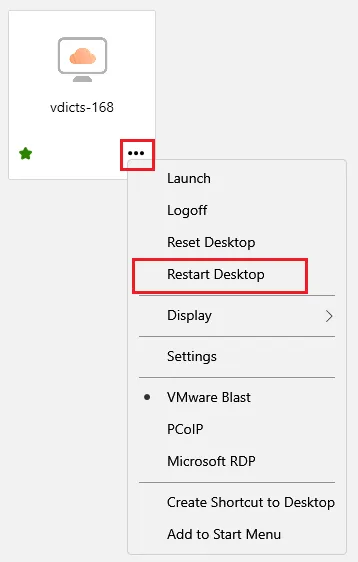 vdicts-168
Launch
Logoff
Reset Desktop
Restart Desktop
Display
Settings
VMware Blast
PCoIP
Microsoft RDP
Create Shortcut to Desktop
Add to Start Menu